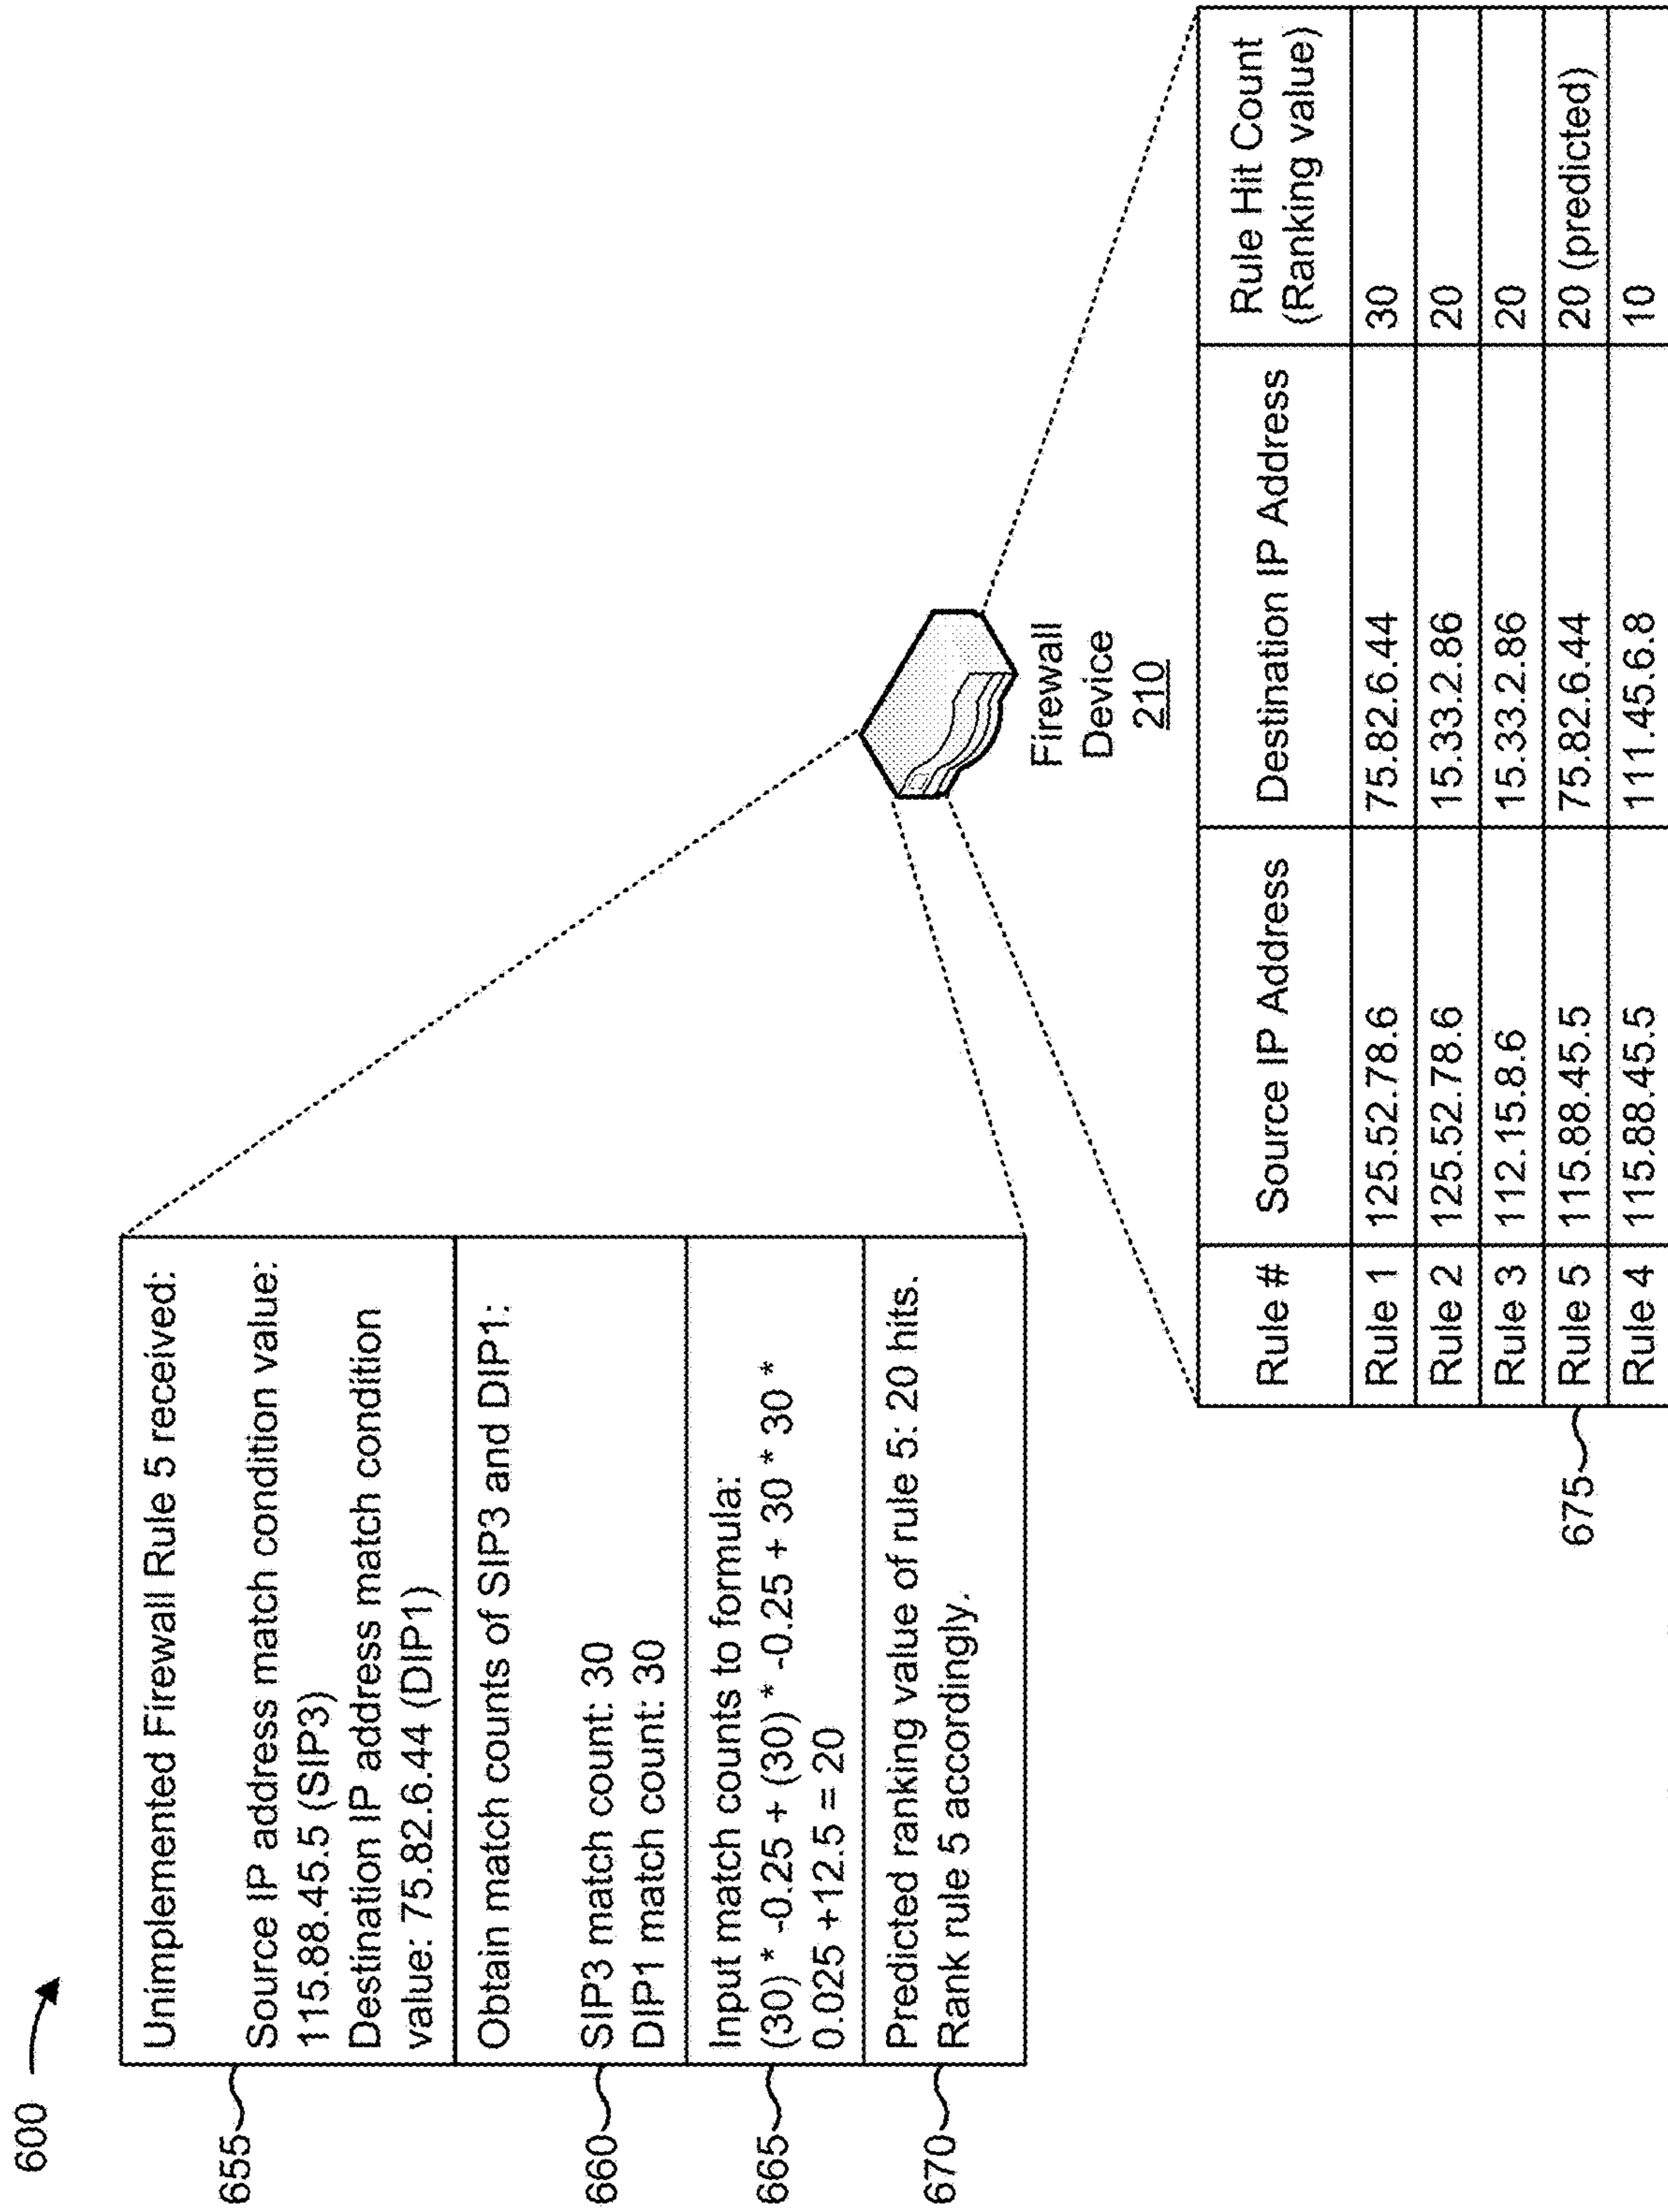 600
655
Unimplemented Firewall Rule 5 received:
Source IP address match condition value:
115.88.45.5 (SIP3)
Destination IP address match condition
value: 75.82.6.44 (DIP1)
660
Obtain match counts of SIP3 and DIP1:
SIP3 match count: 30
DIP1 match count: 30
665
Input match counts to formula:
(30) * -0.25 + (30) * -0.25 + 30 * 30 *
0.025 +12.5 = 20
670
Predicted ranking value of rule 5: 20 hits.
Rank rule 5 accordingly.
Firewall
Device
210
Rule # Source IP Address Destination IP Address Rule Hit Count
(Ranking value)
Rule 1 125.52.78.6 75.82.6.44 30
Rule 2 125.52.78.6 15.33.2.86 20
Rule 3 112.15.8.6 15.33.2.86 20
675 Rule 5 115.88.45.5 75.82.6.44 20 (predicted)
Rule 4 115.88.45.5 111.45.6.8 10